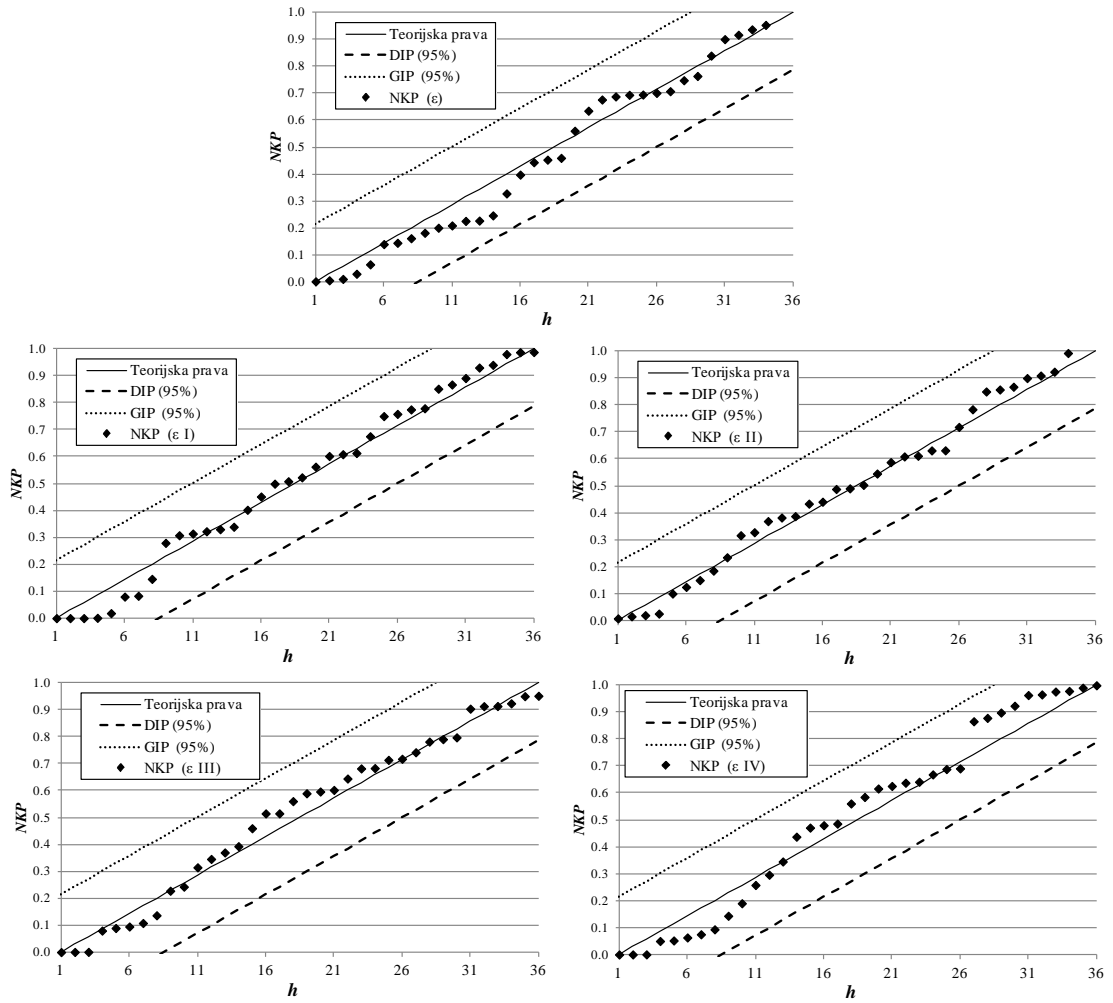 NKP
1.0
0.9
0.8
0.7
0.6
0.5
0.4
0.3
0.2
0.1
0.0
Teorijska prava
DIP (95%)
GIP (95%)
NKP (ε)
1 6 11 16 21 26 31 36
h
NKP
1.0
0.9
0.8
0.7
0.6
0.5
0.4
0.3
0.2
0.1
0.0
Teorijska prava
DIP (95%)
GIP (95%)
NKP (ε I)
1 6 11 16 21 26 31 36
h
NKP
1.0
0.9
0.8
0.7
0.6
0.5
0.4
0.3
0.2
0.1
0.0
Teorijska prava
DIP (95%)
GIP (95%)
NKP (ε II)
1 6 11 16 21 26 31 36
h
NKP
1.0
0.9
0.8
0.7
0.6
0.5
0.4
0.3
0.2
0.1
0.0
Teorijska prava
DIP (95%)
GIP (95%)
NKP (ε III)
1 6 11 16 21 26 31 36
h
NKP
1.0
0.9
0.8
0.7
0.6
0.5
0.4
0.3
0.2
0.1
0.0
Teorijska prava
DIP (95%)
GIP (95%)
NKP (ε IV)
1 6 11 16 21 26 31 36
h